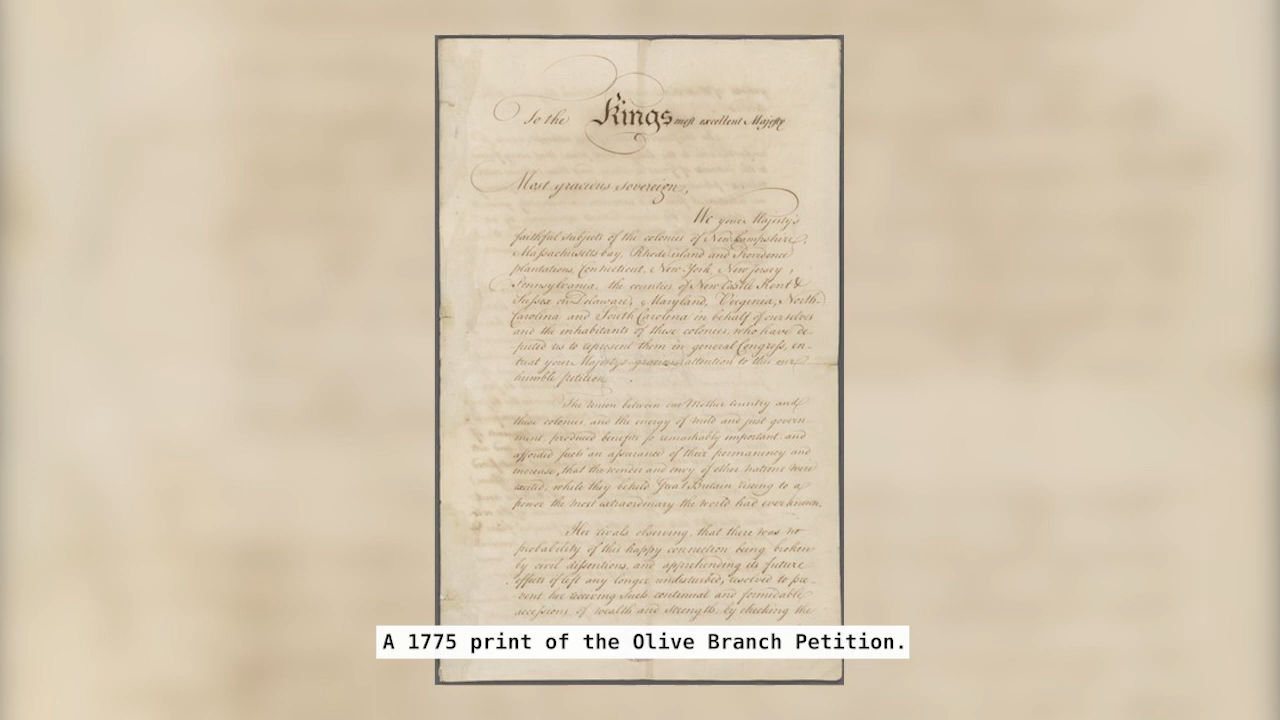 To the Kings most excellent Majesty
Most gracious sovereign,
We your Majesty's
faithful subjects of the colonies of New hampshire,
Massachusetts bay, Rhode island and Providence
plantations, Connecticut, New-York, New Jersey,
Pennsylvania, the counties of New Castle Kent &
Sussex on Delaware, Maryland, Virginia, North-
Carolina and South Carolina in behalf of ourselves
and the inhabitants of these colonies, who have de-
puted us to represent them in general Congress, en-
treat your Majesty's gracious attention to this our
humble petition.
The union between our Mother Country and
these colonies, and the energy of mild and just govern-
ment, produced benefits so remarkably important and
afforded such an assurance of their permanency and
increase, that the wonder and envy of other nations were
excited, while they beheld Great Britain rising to a
power the most extraordinary the world had ever known.
Her rivals observing, that there was no
probability of this happy connection being broken
by civil dissentions, and apprehending its future
effects if left any longer undisturbed, resolved to pre-
vent her receiving such continual and formidable
accessions of wealth and strength, by checking the
A 1775 print of the Olive Branch Petition.